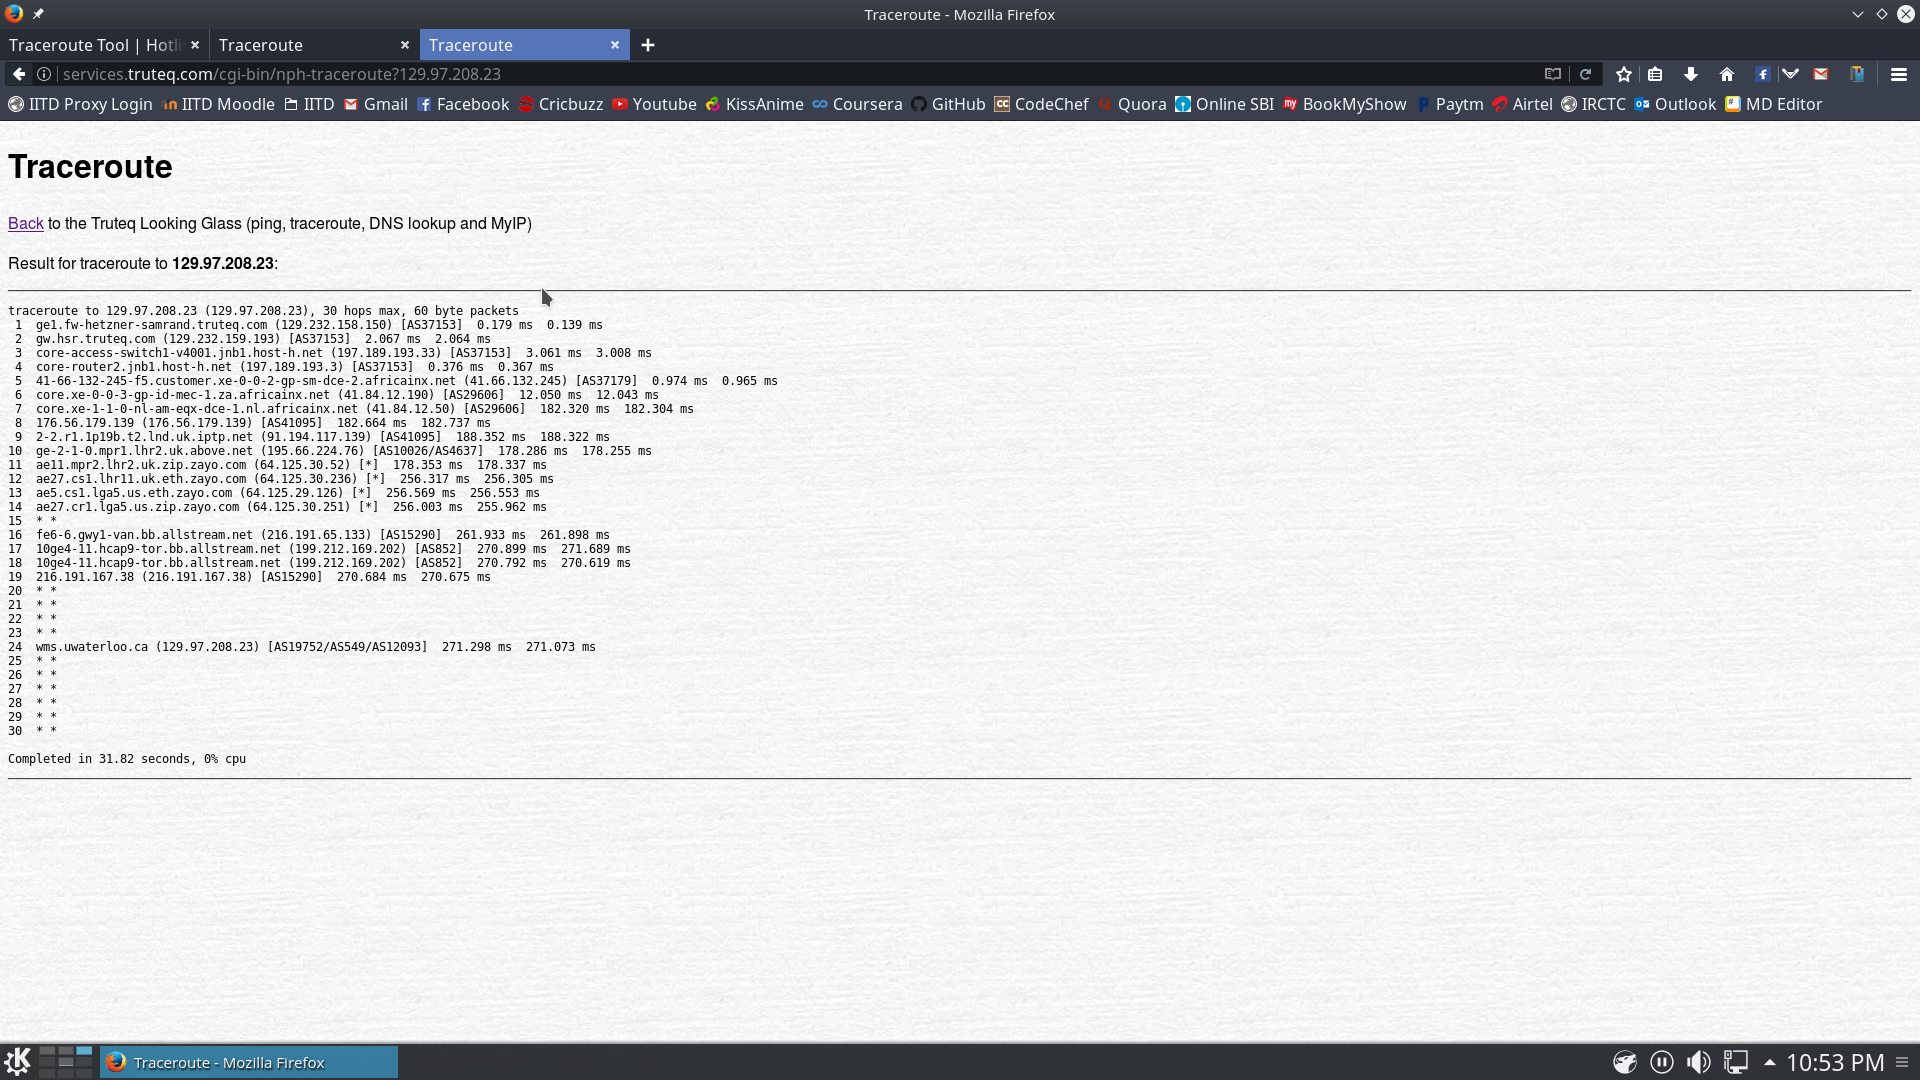 Traceroute - Mozilla Firefox
Traceroute Tool | Hotli
Traceroute
Traceroute
services.truteq.com/cgi-bin/nph-traceroute?129.97.208.23
IITD Proxy Login IITD Moodle IITD Gmail Facebook Cricbuzz Youtube KissAnime Coursera GitHub CodeChef Quora Online SBI BookMyShow Paytm Airtel IRCTC Outlook MD Editor
Traceroute
Back to the Truteq Looking Glass (ping, traceroute, DNS lookup and MyIP)
Result for traceroute to 129.97.208.23:
traceroute to 129.97.208.23 (129.97.208.23), 30 hops max, 60 byte packets
 1  ge1.fw-hetzner-samrand.truteq.com (129.232.158.150) [AS37153]  0.179 ms  0.139 ms
 2  gw.hsr.truteq.com (129.232.159.193) [AS37153]  2.067 ms  2.064 ms
 3  core-access-switch1-v4001.jnb1.host-h.net (197.189.193.33) [AS37153]  3.061 ms  3.008 ms
 4  core-router2.jnb1.host-h.net (197.189.193.3) [AS37153]  0.376 ms  0.367 ms
 5  41-66-132-245-f5.customer.xe-0-0-2-gp-sm-dce-2.africainx.net (41.66.132.245) [AS37179]  0.974 ms  0.965 ms
 6  core.xe-0-0-3-gp-id-mec-1.za.africainx.net (41.84.12.190) [AS29606]  12.050 ms  12.043 ms
 7  core.xe-1-1-0-nl-am-eqx-dce-1.nl.africainx.net (41.84.12.50) [AS29606]  182.320 ms  182.304 ms
 8  176.56.179.139 (176.56.179.139) [AS41095]  182.664 ms  182.737 ms
 9  2-2.r1.1p19b.t2.lnd.uk.iptp.net (91.194.117.139) [AS41095]  188.352 ms  188.322 ms
10  ge-2-1-0.mpr1.lhr2.uk.above.net (195.66.224.76) [AS10026/AS4637]  178.286 ms  178.255 ms
11  ae11.mpr2.lhr2.uk.zip.zayo.com (64.125.30.52) [*]  178.353 ms  178.337 ms
12  ae27.cs1.lhr11.uk.eth.zayo.com (64.125.30.236) [*]  256.317 ms  256.305 ms
13  ae5.cs1.lga5.us.eth.zayo.com (64.125.29.126) [*]  256.569 ms  256.553 ms
14  ae27.cr1.lga5.us.zip.zayo.com (64.125.30.251) [*]  256.003 ms  255.962 ms
15  * *
16  fe6-6.gwy1-van.bb.allstream.net (216.191.65.133) [AS15290]  261.933 ms  261.898 ms
17  10ge4-11.hcap9-tor.bb.allstream.net (199.212.169.202) [AS852]  270.899 ms  271.689 ms
18  10ge4-11.hcap9-tor.bb.allstream.net (199.212.169.202) [AS852]  270.792 ms  270.619 ms
19  216.191.167.38 (216.191.167.38) [AS15290]  270.684 ms  270.675 ms
20  * *
21  * *
22  * *
23  * *
24  wms.uwaterloo.ca (129.97.208.23) [AS19752/AS549/AS12093]  271.298 ms  271.073 ms
25  * *
26  * *
27  * *
28  * *
29  * *
30  * *
Completed in 31.82 seconds, 0% cpu
Traceroute - Mozilla Firefox
10:53 PM